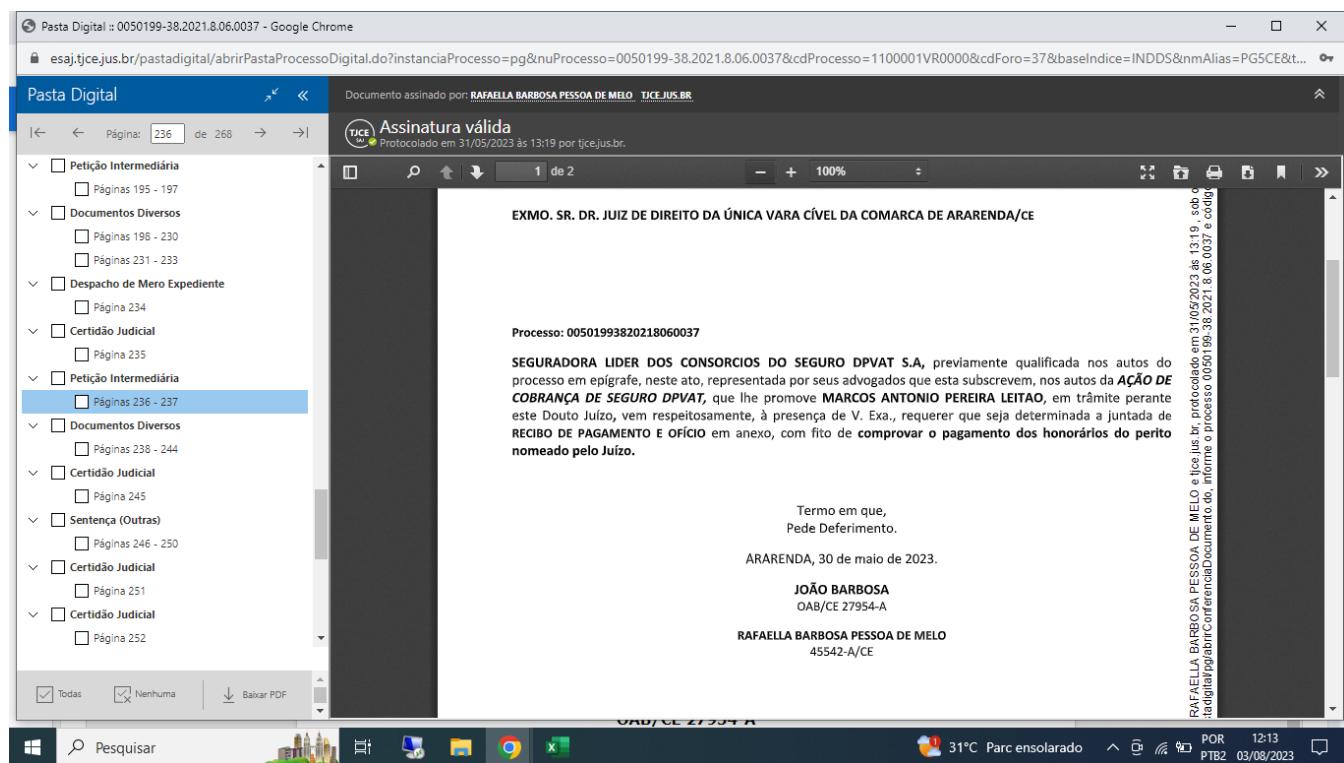 Pasta Digital :: 0050199-38.2021.8.06.0037 - Google Chrome
esaj.tjce.jus.br/pastadigital/abrirPastaProcessoDigital.do?instanciaProcesso=pg&nuProcesso=0050199-38.2021.8.06.0037&cdProcesso=1100001VR0000&cdForo=37&baseIndice=INDDS&nmAlias=PG5CE&t...
Pasta Digital
Página: 236 de 268
Petição Intermediária
Páginas 195 - 197
Documentos Diversos
Páginas 198 - 230
Páginas 231 - 233
Despacho de Mero Expediente
Página 234
Certidão Judicial
Página 235
Petição Intermediária
Páginas 236 - 237
Documentos Diversos
Páginas 238 - 244
Certidão Judicial
Página 245
Sentença (Outras)
Páginas 246 - 250
Certidão Judicial
Página 251
Certidão Judicial
Página 252
Todas
Nenhuma
Baixar PDF
Documento assinado por: RAFAELLA BARBOSA PESSOA DE MELO TJCE.JUS.BR
TJCE
SAJ
Assinatura válida
Protocolado em 31/05/2023 às 13:19 por tjce.jus.br.
1 de 2
100%
EXMO. SR. DR. JUIZ DE DIREITO DA ÚNICA VARA CÍVEL DA COMARCA DE ARARENDA/CE
Processo: 00501993820218060037
SEGURADORA LIDER DOS CONSORCIOS DO SEGURO DPVAT S.A, previamente qualificada nos autos do
processo em epígrafe, neste ato, representada por seus advogados que esta subscrevem, nos autos da AÇÃO DE
COBRANÇA DE SEGURO DPVAT, que lhe promove MARCOS ANTONIO PEREIRA LEITAO, em trâmite perante
este Douto Juízo, vem respeitosamente, à presença de V. Exa., requerer que seja determinada a juntada de
RECIBO DE PAGAMENTO E OFÍCIO em anexo, com fito de comprovar o pagamento dos honorários do perito
nomeado pelo Juízo.
Termo em que,
Pede Deferimento.
ARARENDA, 30 de maio de 2023.
JOÃO BARBOSA
OAB/CE 27954-A
RAFAELLA BARBOSA PESSOA DE MELO
45542-A/CE
RAFAELLA BARBOSA PESSOA DE MELO e tjce.jus.br, protocolado em 31/05/2023 às 13:19 , sob o
tadigital/pg/abrirConferenciaDocumento.do, informe o processo 0050199-38.2021.8.06.0037 e código
OAB/CE 27954-A
Pesquisar
31°C Parc ensolarado
POR
PTB2
12:13
03/08/2023